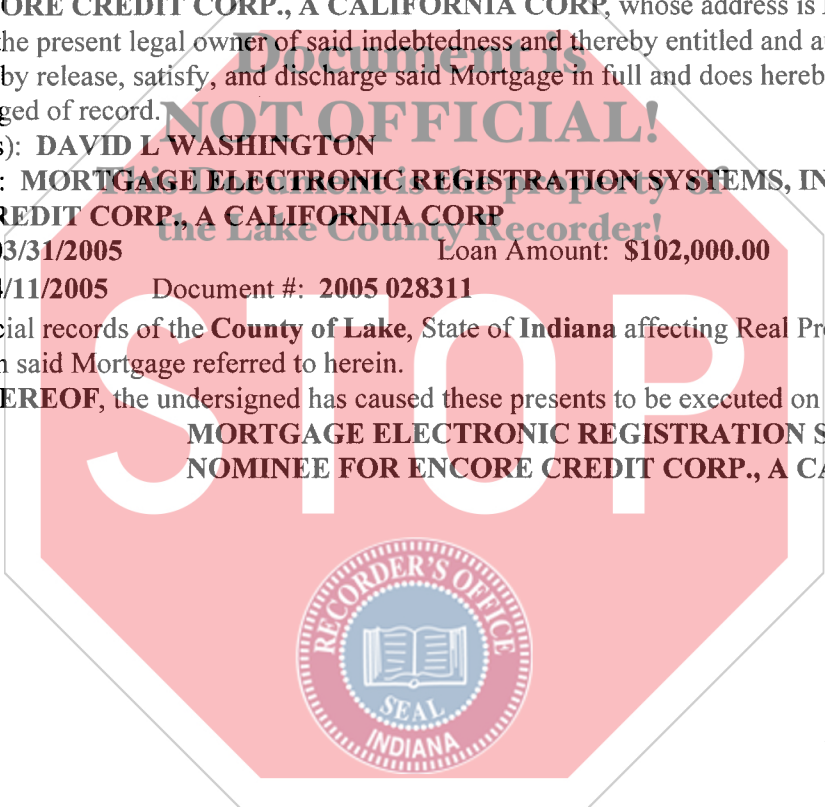 ORE CREDIT CORP., A CALIFORNIA CORP, whose address is
the present legal owner of said indebtedness and thereby entitled and a
by release, satisfy, and discharge said Mortgage in full and does hereb
ged of record.
s): DAVID L WASHINGTON
: MORTGAGE ELECTRONIC REGISTRATION SYSTEMS, IN
REDIT CORP., A CALIFORNIA CORP
03/31/2005 Loan Amount: $102,000.00
/11/2005 Document #: 2005 028311
cial records of the County of Lake, State of Indiana affecting Real Pr
n said Mortgage referred to herein.
EREOF, the undersigned has caused these presents to be executed on
MORTGAGE ELECTRONIC REGISTRATION S
NOMINEE FOR ENCORE CREDIT CORP., A CA
Document is
NOT OFFICIAL!
This Document is the property of
the Lake County Recorder!
STOP
RECORDER'S OFFICE
SEAL
INDIANA